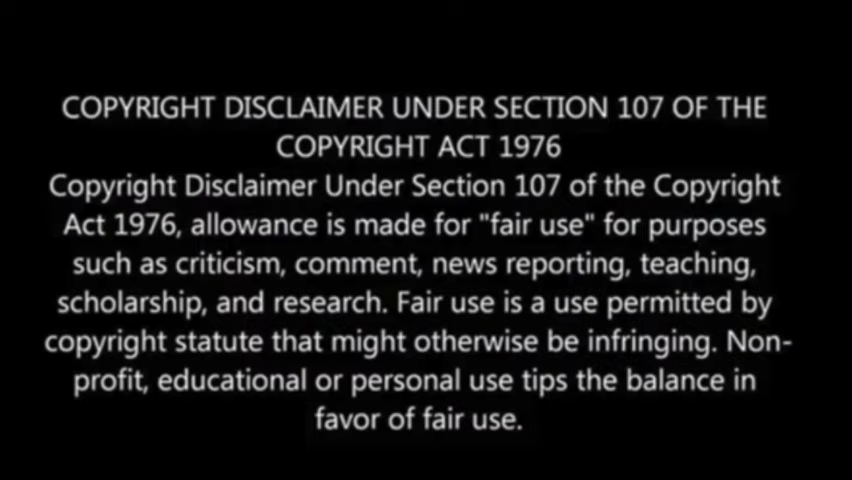 COPYRIGHT DISCLAIMER UNDER SECTION 107 OF THE
COPYRIGHT ACT 1976
Copyright Disclaimer Under Section 107 of the Copyright
Act 1976, allowance is made for "fair use" for purposes
such as criticism, comment, news reporting, teaching,
scholarship, and research. Fair use is a use permitted by
copyright statute that might otherwise be infringing. Non-
profit, educational or personal use tips the balance in
favor of fair use.